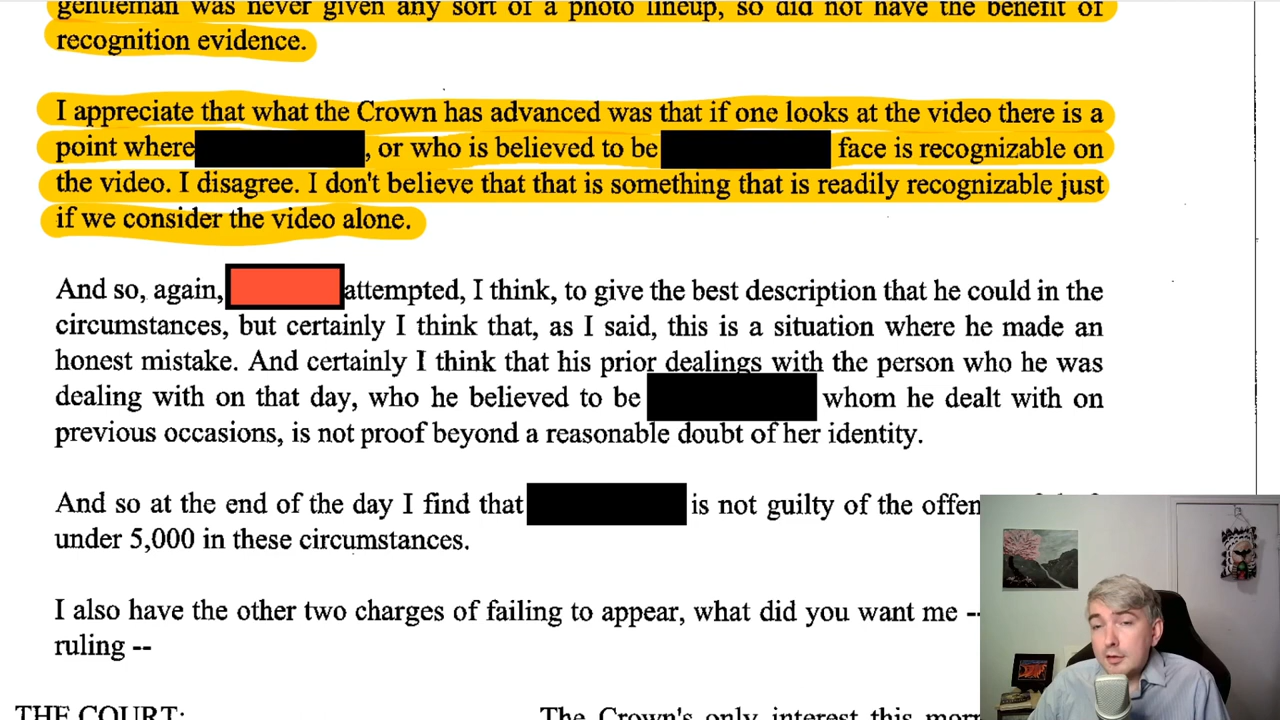 gentleman was never given any sort of a photo lineup, so did not have the benefit of
recognition evidence.
I appreciate that what the Crown has advanced was that if one looks at the video there is a
point where , or who is believed to be face is recognizable on
the video. I disagree. I don't believe that that is something that is readily recognizable just
if we consider the video alone.
And so, again, attempted, I think, to give the best description that he could in the
circumstances, but certainly I think that, as I said, this is a situation where he made an
honest mistake. And certainly I think that his prior dealings with the person who he was
dealing with on that day, who he believed to be whom he dealt with on
previous occasions, is not proof beyond a reasonable doubt of her identity.
And so at the end of the day I find that is not guilty of the offen
under 5,000 in these circumstances.
I also have the other two charges of failing to appear, what did you want me --
ruling --
THE COURT: The Crown's only interest this morn